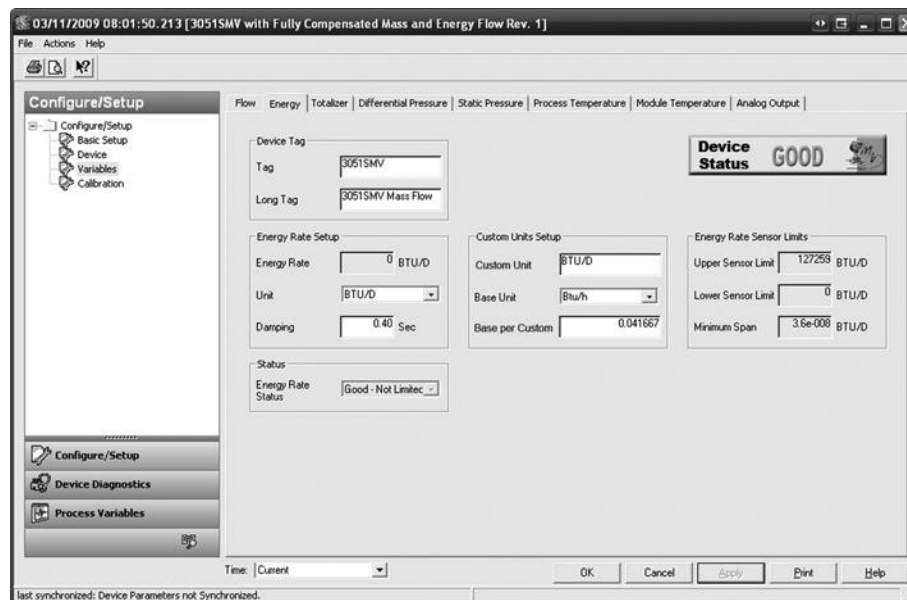 03/11/2009 08:01:50.213 [3051SMV with Fully Compensated Mass and Energy Flow Rev. 1]
File Actions Help
Configure/Setup
Configure/Setup
Basic Setup
Device
Variables
Calibration
Configure/Setup
Device Diagnostics
Process Variables
Flow Energy Totalizer Differential Pressure Static Pressure Process Temperature Module Temperature Analog Output
Device Tag
Tag 3051SMV
Long Tag 3051SMV Mass Flow
Device Status GOOD
Energy Rate Setup
Energy Rate 0 BTU/D
Unit BTU/D
Damping 0.40 Sec
Custom Units Setup
Custom Unit BTU/D
Base Unit Btu/h
Base per Custom 0.041667
Energy Rate Sensor Limits
Upper Sensor Limit 127259 BTU/D
Lower Sensor Limit 0 BTU/D
Minimum Span 3.6e-008 BTU/D
Status
Energy Rate Status Good - Not Limitec
Time: Current
OK Cancel Apply Print Help
last synchronized: Device Parameters not Synchronized.